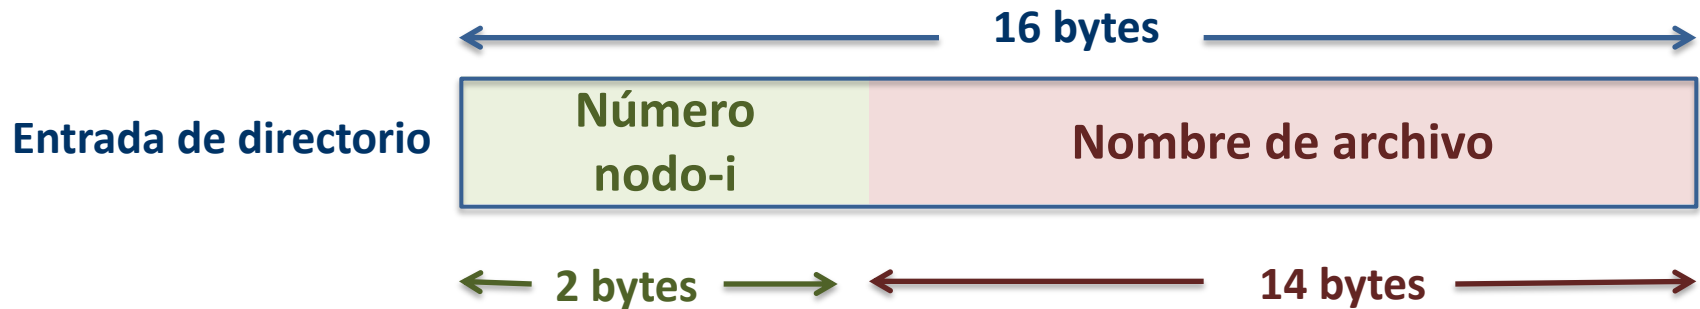 16 bytes
Entrada de directorio
Número
nodo-i
Nombre de archivo
2 bytes
14 bytes